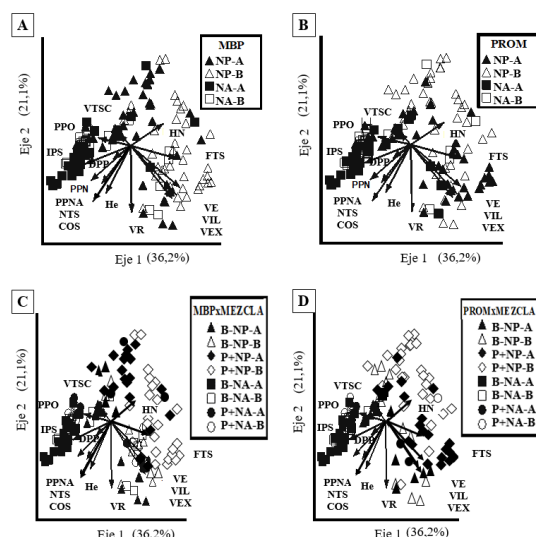 A
MBP
NP-A
NP-B
NA-A
NA-B
Eje 2 (21,1%)
VTSC
PPO
IPS
DPP
PPN
PPNA
NTS
COS
He
VR
HN
FTS
VE
VIL
VEX
Eje 1 (36,2%)
B
PROM
NP-A
NP-B
NA-A
NA-B
Eje 2 (21,1%)
VTSC
PPO
IPS
DPP
PPN
PPNA
NTS
COS
He
VR
HN
FTS
VE
VIL
VEX
Eje 1 (36,2%)
C
MBPxMEZCLA
B-NP-A
B-NP-B
P+NP-A
P+NP-B
B-NA-A
B-NA-B
P+NA-A
P+NA-B
Eje 2 (21,1%)
VTSC
PPO
IPS
DPP
PPNA
NTS
COS
He
VR
HN
FTS
VE
VIL
VEX
Eje 1 (36,2%)
D
PROMxMEZCLA
B-NP-A
B-NP-B
P+NP-A
P+NP-B
B-NA-A
B-NA-B
P+NA-A
P+NA-B
Eje 2 (21,1%)
VTSC
PPO
IPS
DPP
PPNA
NTS
COS
He
VR
HN
FTS
VE
VIL
VEX
Eje 1 (36,2%)